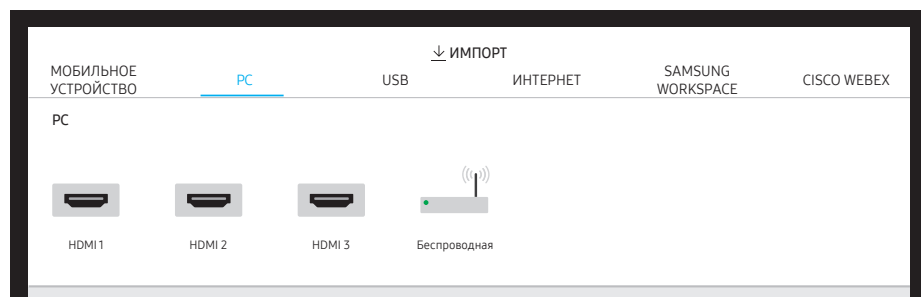 ИМПОРТ
МОБИЛЬНОЕ
УСТРОЙСТВО
PC
USB
ИНТЕРНЕТ
SAMSUNG
WORKSPACE
CISCO WEBEX
PC
HDMI 1
HDMI 2
HDMI 3
Беспроводная